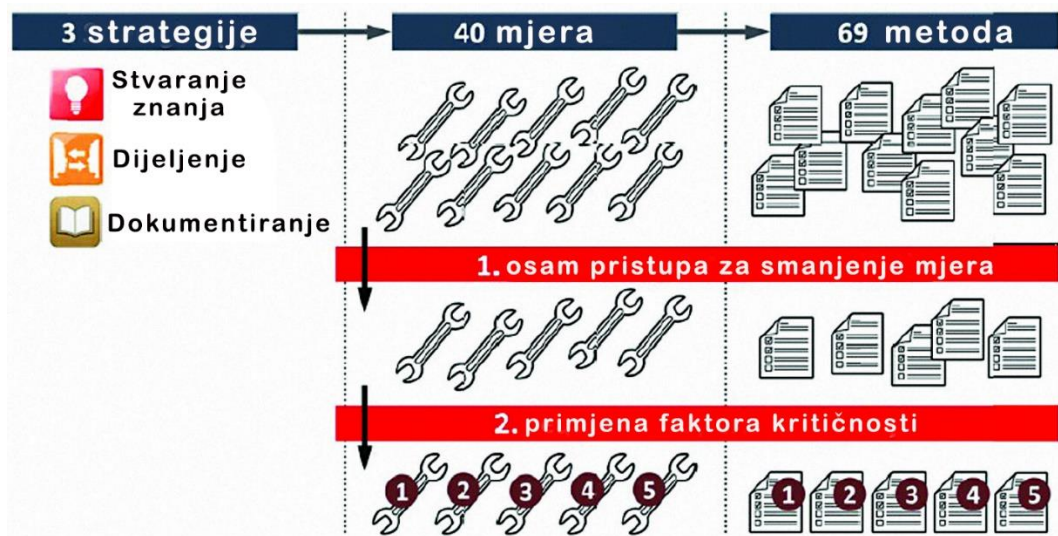 3 strategije
40 mjera
69 metoda
Stvaranje
znanja
Dijeljenje
Dokumentiranje
2
1. osam pristupa za smanjenje mjera
2. primjena faktora kritičnosti
1 2 3 4 5
1 2 3 4 5